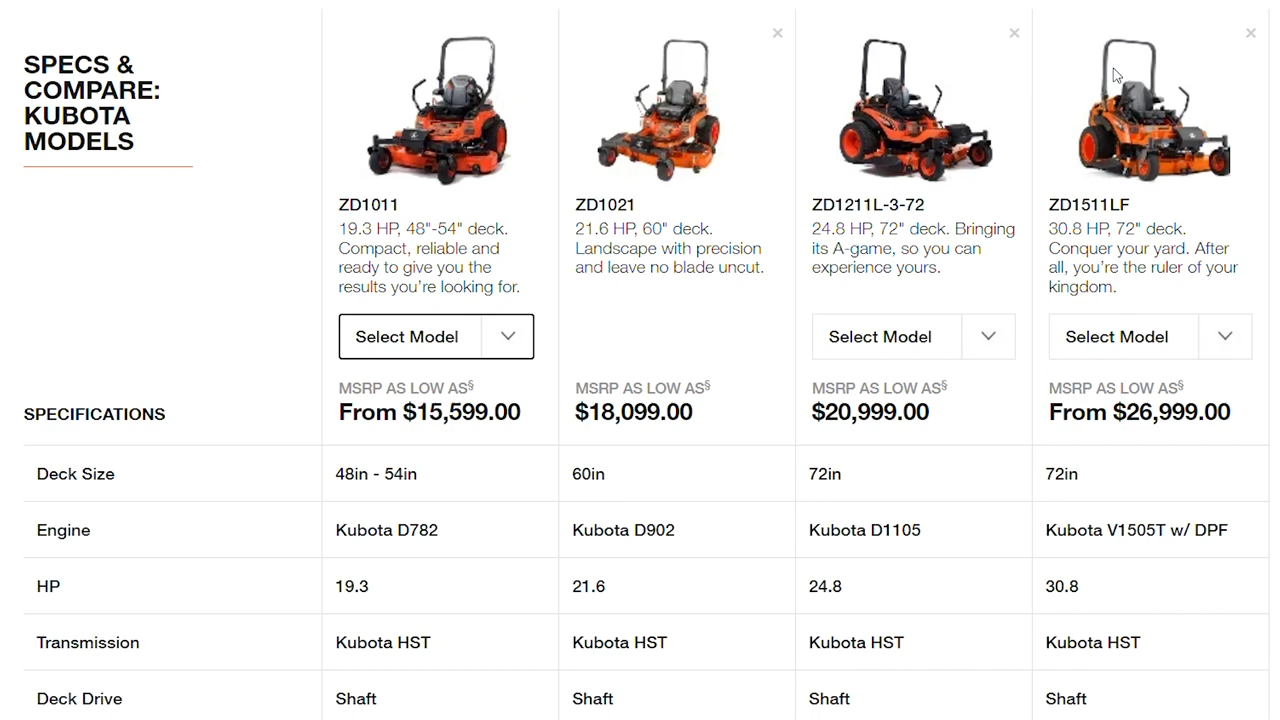 SPECS &
COMPARE:
KUBOTA
MODELS
ZD1011
19.3 HP, 48"-54" deck.
Compact, reliable and
ready to give you the
results you’re looking for.
Select Model
MSRP AS LOW AS§
From $15,599.00
ZD1021
21.6 HP, 60" deck.
Landscape with precision
and leave no blade uncut.
MSRP AS LOW AS§
$18,099.00
ZD1211L-3-72
24.8 HP, 72" deck. Bringing
its A-game, so you can
experience yours.
Select Model
MSRP AS LOW AS§
$20,999.00
ZD1511LF
30.8 HP, 72" deck.
Conquer your yard. After
all, you’re the ruler of your
kingdom.
Select Model
MSRP AS LOW AS§
From $26,999.00
SPECIFICATIONS
Deck Size 48in - 54in 60in 72in 72in
Engine Kubota D782 Kubota D902 Kubota D1105 Kubota V1505T w/ DPF
HP 19.3 21.6 24.8 30.8
Transmission Kubota HST Kubota HST Kubota HST Kubota HST
Deck Drive Shaft Shaft Shaft Shaft